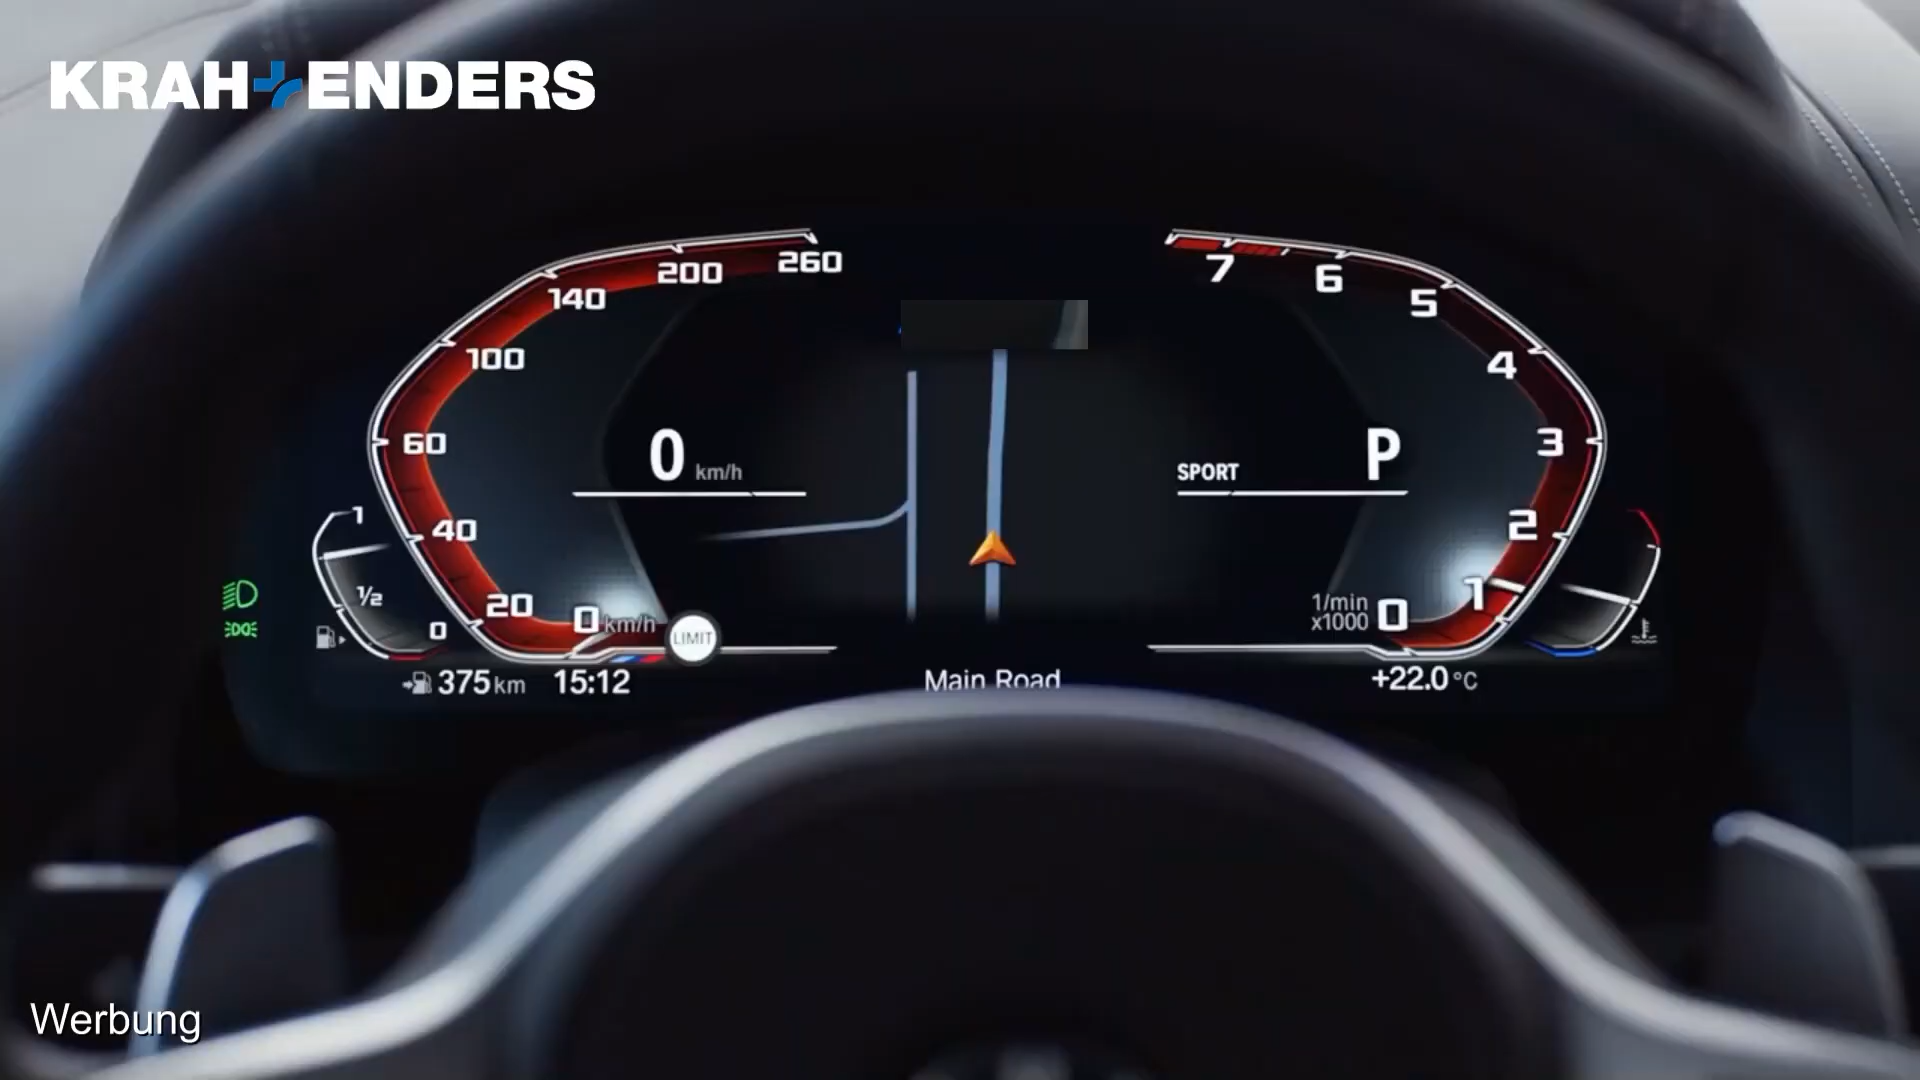 KRAH ENDERS
260
200
140
100
60
40
20
0 km/h
0 km/h
LIMIT
1
1/2
0
375 km
15:12
Main Road
7
6
5
4
3
2
1
0
1/min
x1000
SPORT
P
+22.0 °C
Werbung